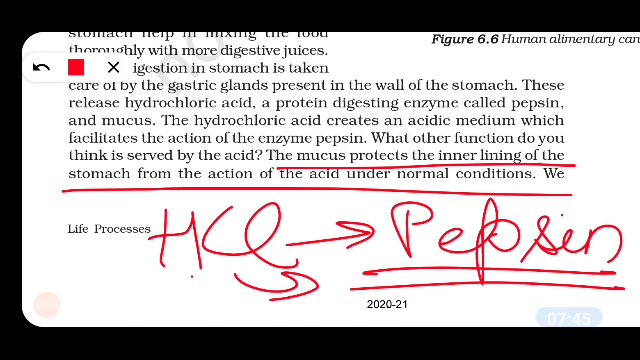 stomach help in mixing the food
thoroughly with more digestive juices.
Figure 6.6 Human alimentary can
igestion in stomach is taken
care of by the gastric glands present in the wall of the stomach. These
release hydrochloric acid, a protein digesting enzyme called pepsin,
and mucus. The hydrochloric acid creates an acidic medium which
facilitates the action of the enzyme pepsin. What other function do you
think is served by the acid? The mucus protects the inner lining of the
stomach from the action of the acid under normal conditions. We
Life Processes
HCl → Pepsin
2020-21
07:45
07:45